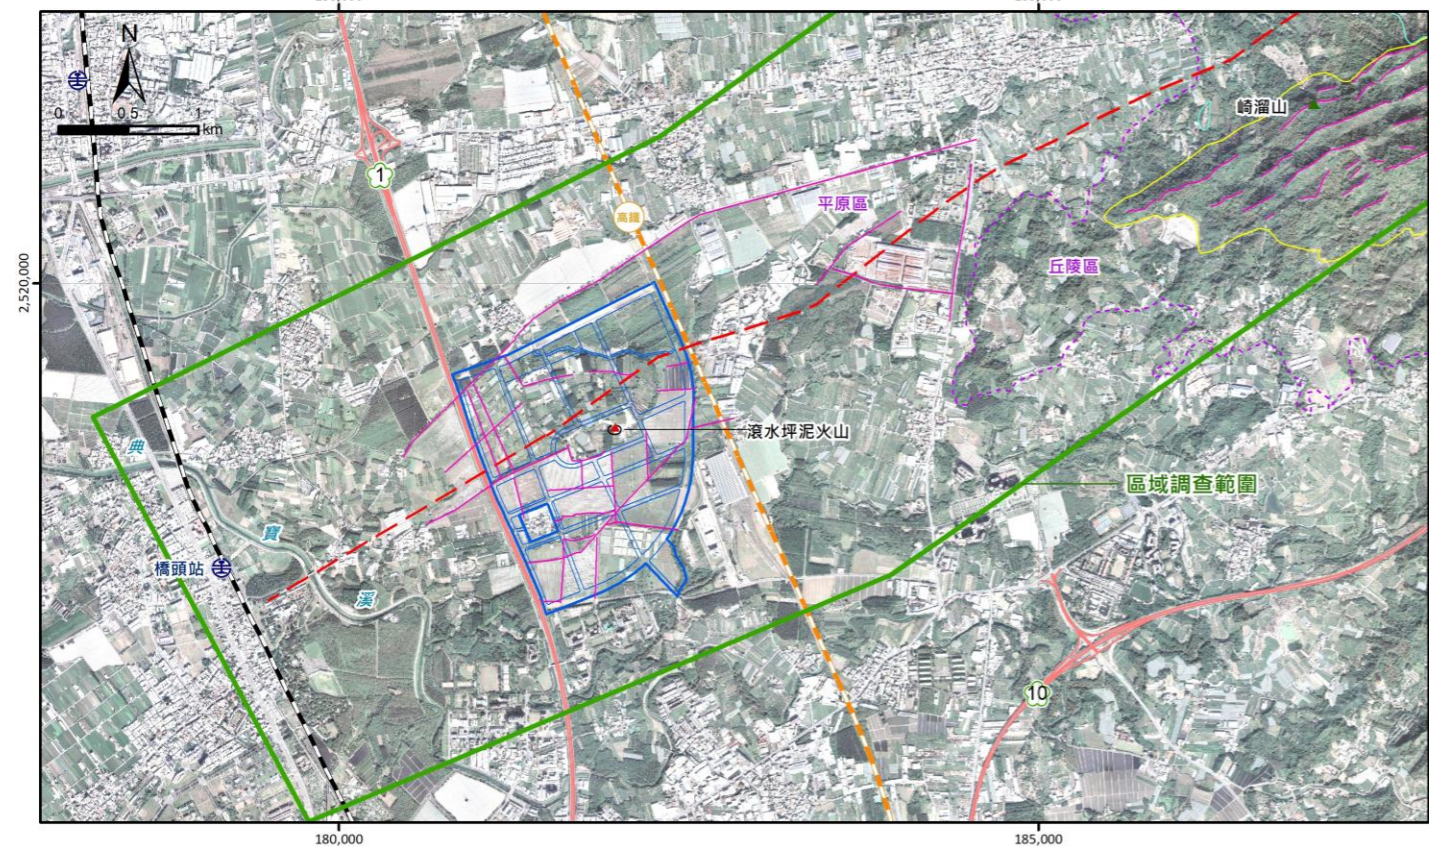 N
0 0.5 1
km
1
高鐵
崎溜山
平原區
丘陵區
2,520,000
滾水坪泥火山
典
寶
溪
區域調查範圍
橋頭站
10
180,000
185,000